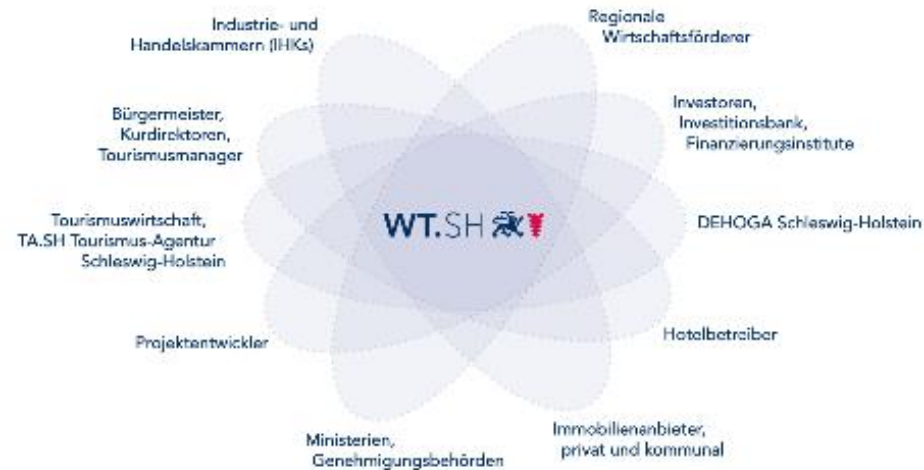 Industrie- und
Handelskammern (IHKs)
Regionale
Wirtschaftsförderer
Bürgermeister,
Kurdirektoren,
Tourismusmanager
Investoren,
Investitionsbank,
Finanzierungsinstitute
Tourismuswirtschaft,
TA.SH Tourismus-Agentur
Schleswig-Holstein
WT.SH
DEHOGA Schleswig-Holstein
Projektentwickler
Hotelbetreiber
Ministerien,
Genehmigungsbehörden
Immobilienanbieter,
privat und kommunal